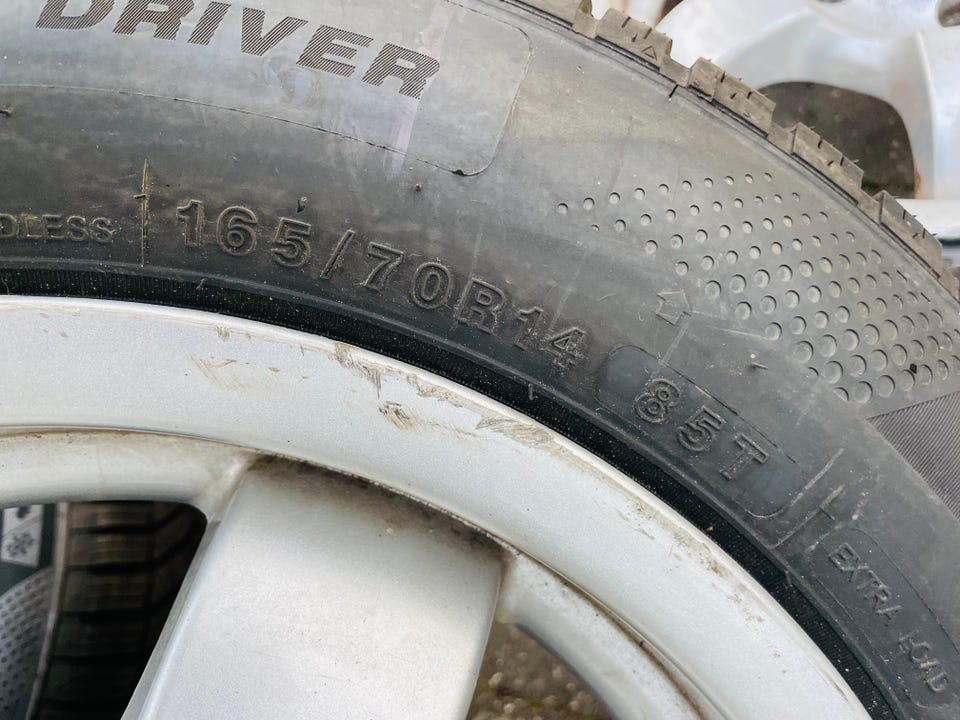 DRIVER
165/70R14 85T
EXTRA LOAD